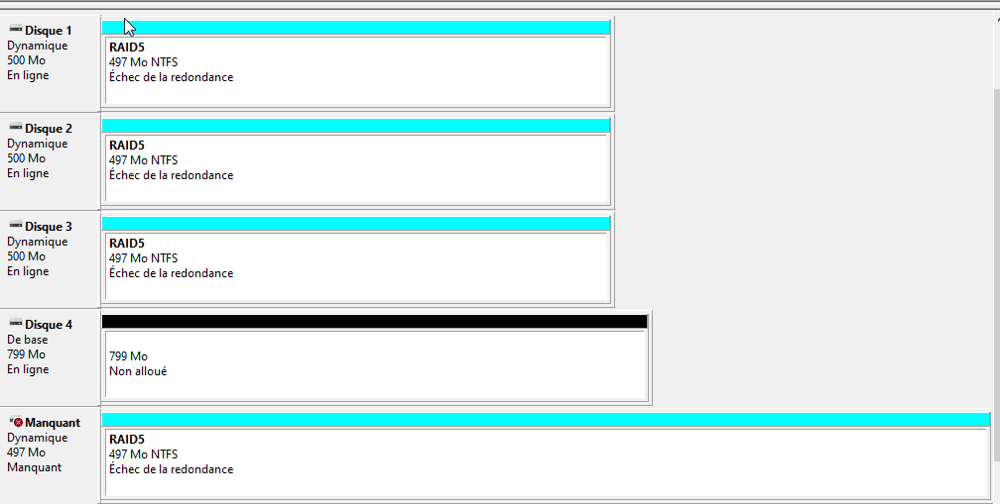 Disque 1
Dynamique
500 Mo
En ligne
RAID5
497 Mo NTFS
Échec de la redondance
Disque 2
Dynamique
500 Mo
En ligne
RAID5
497 Mo NTFS
Échec de la redondance
Disque 3
Dynamique
500 Mo
En ligne
RAID5
497 Mo NTFS
Échec de la redondance
Disque 4
De base
799 Mo
En ligne
799 Mo
Non alloué
Manquant
Dynamique
497 Mo
Manquant
RAID5
497 Mo NTFS
Échec de la redondance